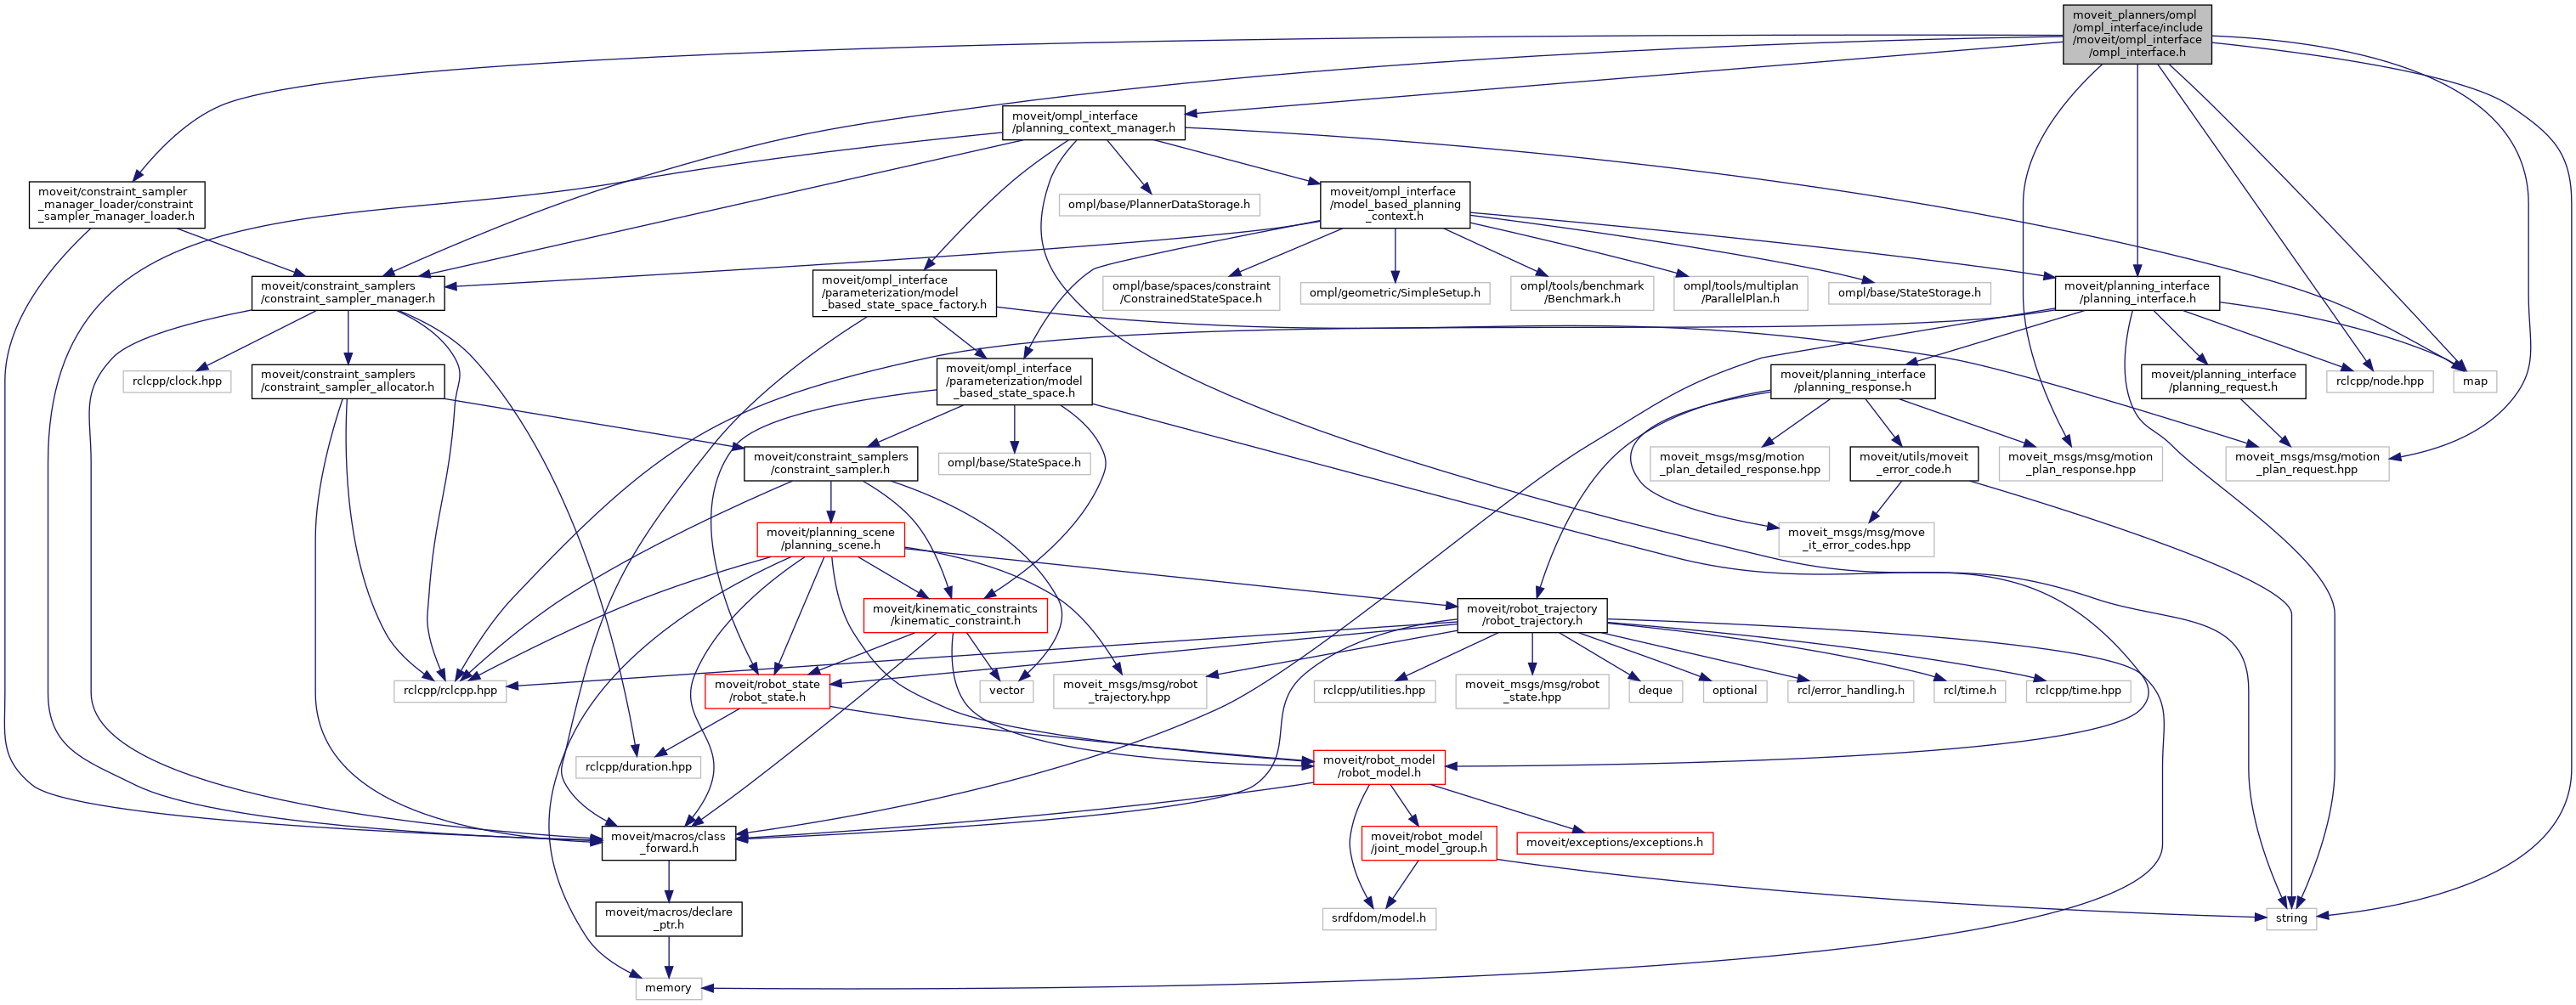 moveit_planners/ompl
/ompl_interface/include
/moveit/ompl_interface
/ompl_interface.h
moveit/ompl_interface
/planning_context_manager.h
moveit/constraint_sampler
_manager_loader/constraint
_sampler_manager_loader.h
ompl/base/PlannerDataStorage.h
moveit/ompl_interface
/model_based_planning
_context.h
moveit/constraint_samplers
/constraint_sampler_manager.h
moveit/ompl_interface
/parameterization/model
_based_state_space_factory.h
ompl/base/spaces/constraint
/ConstrainedStateSpace.h
ompl/geometric/SimpleSetup.h
ompl/tools/benchmark
/Benchmark.h
ompl/tools/multiplan
/ParallelPlan.h
ompl/base/StateStorage.h
moveit/planning_interface
/planning_interface.h
rclcpp/clock.hpp
moveit/constraint_samplers
/constraint_sampler_allocator.h
moveit/ompl_interface
/parameterization/model
_based_state_space.h
moveit/planning_interface
/planning_response.h
moveit/planning_interface
/planning_request.h
rclcpp/node.hpp
map
moveit/constraint_samplers
/constraint_sampler.h
ompl/base/StateSpace.h
moveit_msgs/msg/motion
_plan_detailed_response.hpp
moveit/utils/moveit
_error_code.h
moveit_msgs/msg/motion
_plan_response.hpp
moveit_msgs/msg/motion
_plan_request.hpp
moveit/planning_scene
/planning_scene.h
moveit_msgs/msg/move
_it_error_codes.hpp
moveit/kinematic_constraints
/kinematic_constraint.h
moveit/robot_trajectory
/robot_trajectory.h
rclcpp/rclcpp.hpp
moveit/robot_state
/robot_state.h
vector
moveit_msgs/msg/robot
_trajectory.hpp
rclcpp/utilities.hpp
moveit_msgs/msg/robot
_state.hpp
deque
optional
rcl/error_handling.h
rcl/time.h
rclcpp/time.hpp
rclcpp/duration.hpp
moveit/robot_model
/robot_model.h
moveit/macros/class
_forward.h
moveit/robot_model
/joint_model_group.h
moveit/exceptions/exceptions.h
moveit/macros/declare
_ptr.h
srdfdom/model.h
string
memory